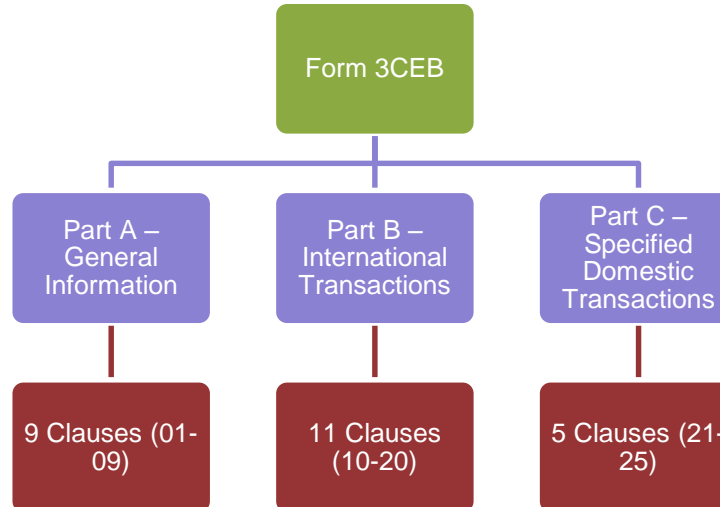 Form 3CEB
Part A –
General
Information
Part B –
International
Transactions
Part C –
Specified
Domestic
Transactions
9 Clauses (01-
09)
11 Clauses
(10-20)
5 Clauses (21-
25)